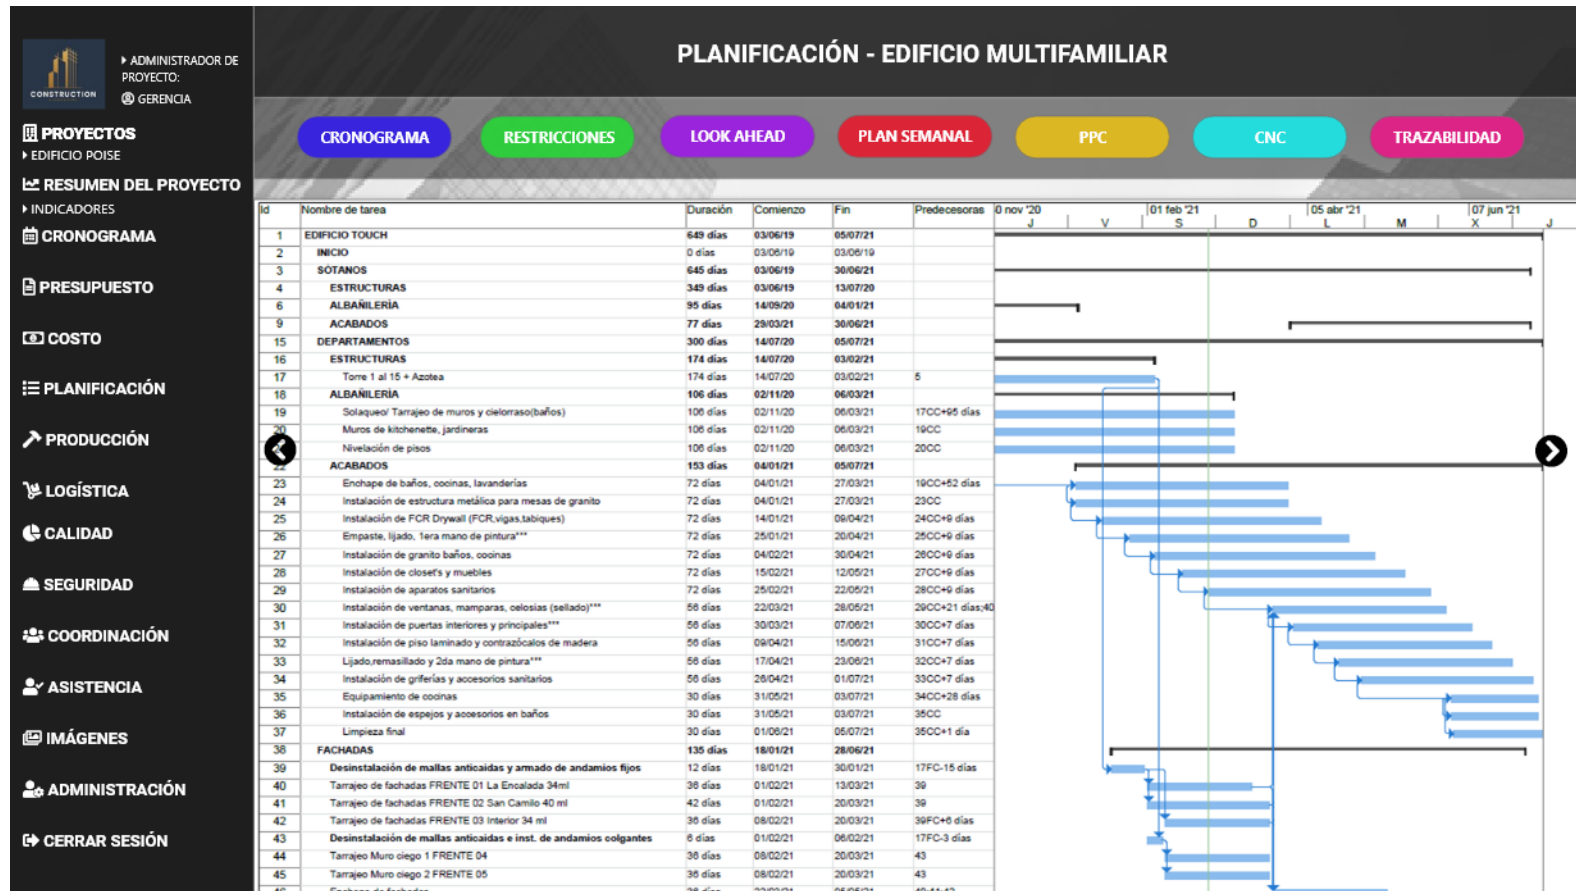 CONSTRUCTION
ADMINISTRADOR DE
PROYECTO:
GERENCIA
PROYECTOS
EDIFICIO POISE
RESUMEN DEL PROYECTO
INDICADORES
CRONOGRAMA
PRESUPUESTO
COSTO
PLANIFICACIÓN
PRODUCCIÓN
LOGÍSTICA
CALIDAD
SEGURIDAD
COORDINACIÓN
ASISTENCIA
IMÁGENES
ADMINISTRACIÓN
CERRAR SESIÓN
PLANIFICACIÓN - EDIFICIO MULTIFAMILIAR
CRONOGRAMA RESTRICCIONES LOOK AHEAD PLAN SEMANAL PPC CNC TRAZABILIDAD
Id Nombre de tarea Duración Comienzo Fin Predecesoras 0 nov '20 01 feb '21 05 abr '21 07 jun '21
J V S D L M X J
1 EDIFICIO TOUCH 649 días 03/06/19 05/07/21
2 INICIO 0 días 03/06/19 03/06/19
3 SÓTANOS 645 días 03/06/19 30/06/21
4 ESTRUCTURAS 349 días 03/06/19 13/07/20
6 ALBAÑILERÍA 95 días 14/09/20 04/01/21
9 ACABADOS 77 días 29/03/21 30/06/21
15 DEPARTAMENTOS 300 días 14/07/20 05/07/21
16 ESTRUCTURAS 174 días 14/07/20 03/02/21
17 Torre 1 al 15 + Azotea 174 días 14/07/20 03/02/21 5
18 ALBAÑILERÍA 106 días 02/11/20 06/03/21
19 Solaqueo/ Tarrajeo de muros y cielorraso(baños) 106 días 02/11/20 06/03/21 17CC+95 días
20 Muros de kitchenette, jardineras 106 días 02/11/20 06/03/21 19CC
Nivelación de pisos 106 días 02/11/20 06/03/21 20CC
22 ACABADOS 153 días 04/01/21 05/07/21
23 Enchape de baños, cocinas, lavanderías 72 días 04/01/21 27/03/21 19CC+52 días
24 Instalación de estructura metálica para mesas de granito 72 días 04/01/21 27/03/21 23CC
25 Instalación de FCR Drywall (FCR,vigas,tabiques) 72 días 14/01/21 09/04/21 24CC+9 días
26 Empaste, lijado, 1era mano de pintura*** 72 días 25/01/21 20/04/21 25CC+9 días
27 Instalación de granito baños, cocinas 72 días 04/02/21 30/04/21 26CC+9 días
28 Instalación de closet's y muebles 72 días 15/02/21 12/05/21 27CC+9 días
29 Instalación de aparatos sanitarios 72 días 25/02/21 22/05/21 28CC+9 días
30 Instalación de ventanas, mamparas, celosias (sellado)*** 56 días 22/03/21 28/05/21 29CC+21 días;40
31 Instalación de puertas interiores y principales*** 56 días 30/03/21 07/06/21 30CC+7 días
32 Instalación de piso laminado y contrazócalos de madera 56 días 09/04/21 15/06/21 31CC+7 días
33 Lijado,remasillado y 2da mano de pintura*** 56 días 17/04/21 23/06/21 32CC+7 días
34 Instalación de griferías y accesorios sanitarios 56 días 26/04/21 01/07/21 33CC+7 días
35 Equipamiento de cocinas 30 días 31/05/21 03/07/21 34CC+28 días
36 Instalación de espejos y accesorios en baños 30 días 31/05/21 03/07/21 35CC
37 Limpieza final 30 días 01/06/21 05/07/21 35CC+1 día
38 FACHADAS 135 días 18/01/21 28/06/21
39 Desinstalación de mallas anticaidas y armado de andamios fijos 12 días 18/01/21 30/01/21 17FC-15 días
40 Tarrajeo de fachadas FRENTE 01 La Encalada 34ml 36 días 01/02/21 13/03/21 39
41 Tarrajeo de fachadas FRENTE 02 San Camilo 40 ml 42 días 01/02/21 20/03/21 39
42 Tarrajeo de fachadas FRENTE 03 Interior 34 ml 36 días 08/02/21 20/03/21 39FC+6 días
43 Desinstalación de mallas anticaidas e inst. de andamios colgantes 6 días 01/02/21 06/02/21 17FC-3 días
44 Tarrajeo Muro ciego 1 FRENTE 04 36 días 08/02/21 20/03/21 43
45 Tarrajeo Muro ciego 2 FRENTE 05 36 días 08/02/21 20/03/21 43